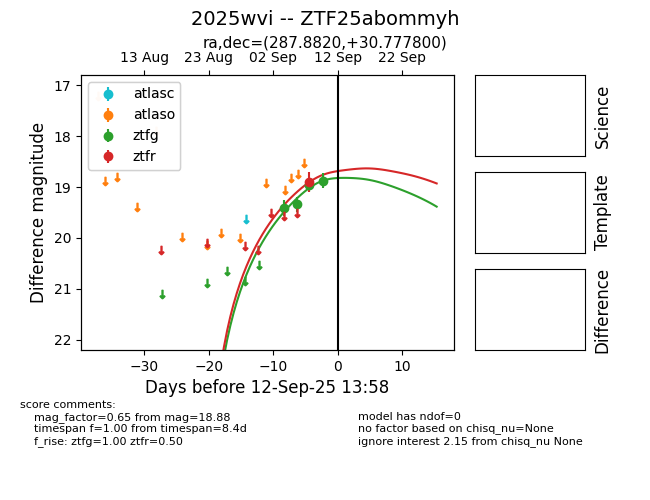 2025wvi -- ZTF25abommyh
ra,dec=(287.8820,+30.777800)
13 Aug 23 Aug 02 Sep 12 Sep 22 Sep
17
18
19
20
21
22
Difference magnitude
atlasc
atlaso
ztfg
ztfr
−30 −20 −10 0 10
Days before 12-Sep-25 13:58
Science
Template
Difference
score comments:
mag_factor=0.65 from mag=18.88
timespan f=1.00 from timespan=8.4d
f_rise: ztfg=1.00 ztfr=0.50
model has ndof=0
no factor based on chisq_nu=None
ignore interest 2.15 from chisq_nu None